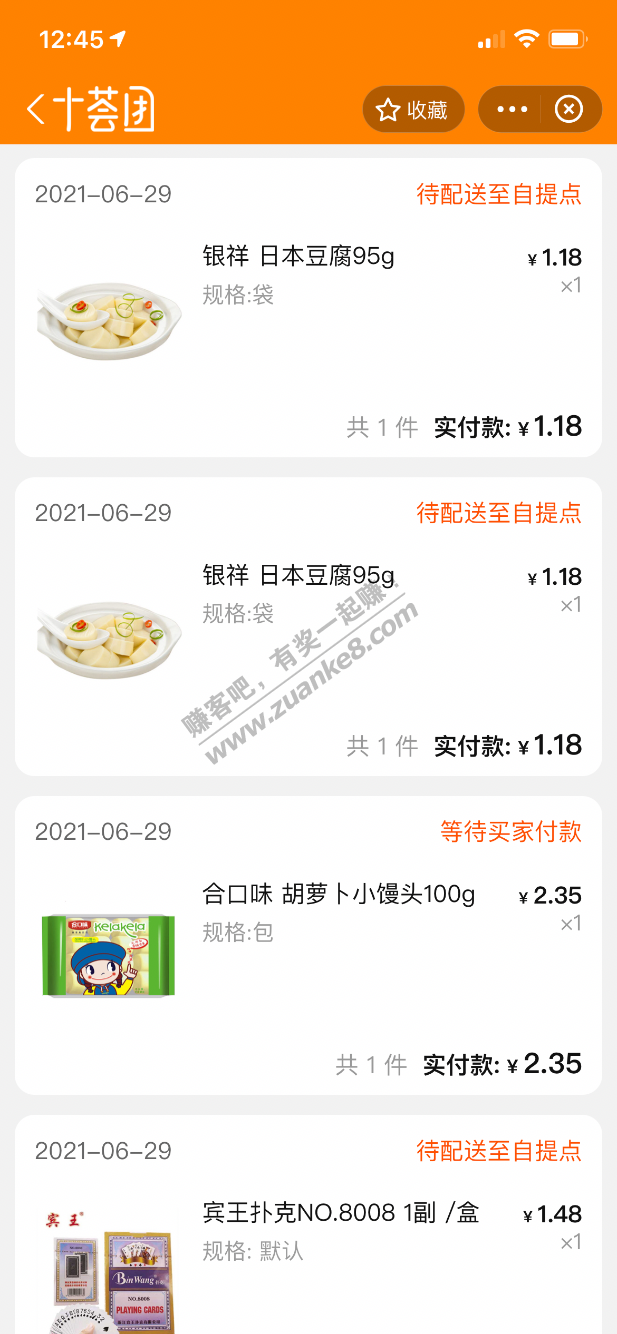 12:45
十荟团
收藏
2021-06-29
待配送至自提点
银祥 日本豆腐95g
¥1.18
规格:袋
×1
共 1 件 实付款: ¥1.18
2021-06-29
待配送至自提点
银祥 日本豆腐95g
¥1.18
规格:袋
×1
赚客吧，有奖一起赚！
www.zuanke8.com
共 1 件 实付款: ¥1.18
2021-06-29
等待买家付款
合口味 胡萝卜小馒头100g
¥2.35
规格:包
×1
合口味
Kelakela
共 1 件 实付款: ¥2.35
2021-06-29
待配送至自提点
宾王扑克NO.8008 1副 /盒
¥1.48
规格: 默认
×1
宾王
BinWang
NO.8008
PLAYING CARDS